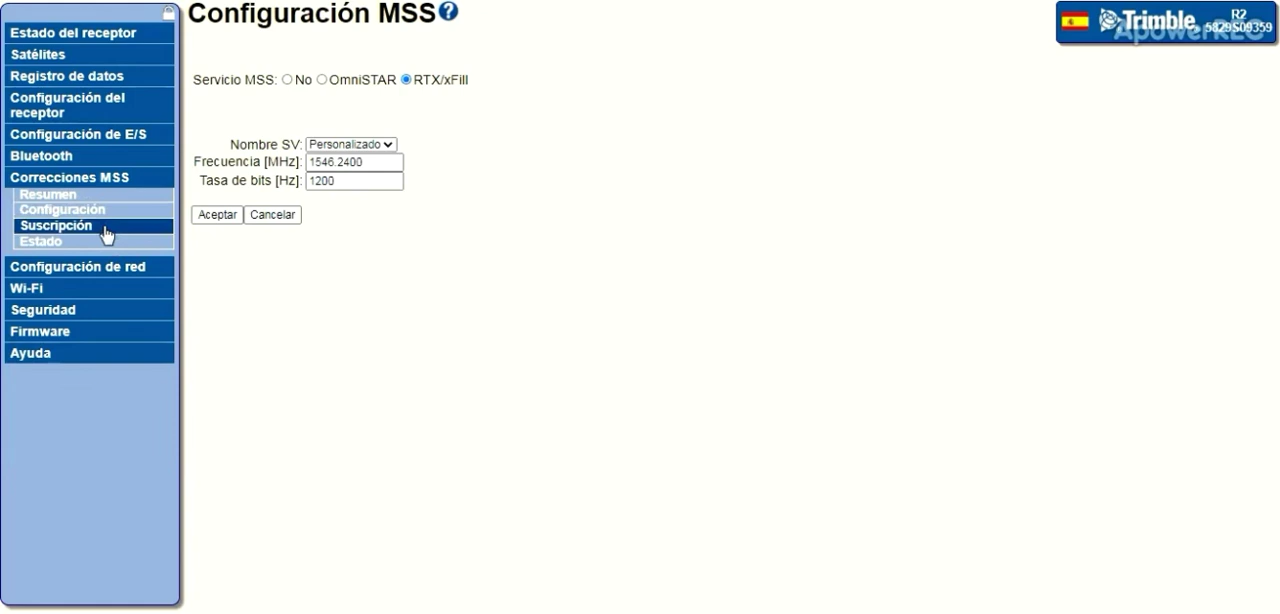 Estado del receptor
Satélites
Registro de datos
Configuración del
receptor
Configuración de E/S
Bluetooth
Correcciones MSS
Resumen
Configuración
Suscripción
Estado
Configuración de red
Wi-Fi
Seguridad
Firmware
Ayuda
Configuración MSS?
Servicio MSS: No OmniSTAR RTX/xFill
Nombre SV: Personalizado
Frecuencia [MHz]: 1546.2400
Tasa de bits [Hz]: 1200
Aceptar Cancelar
Trimble.
R2
5829S09359
ApowerREC